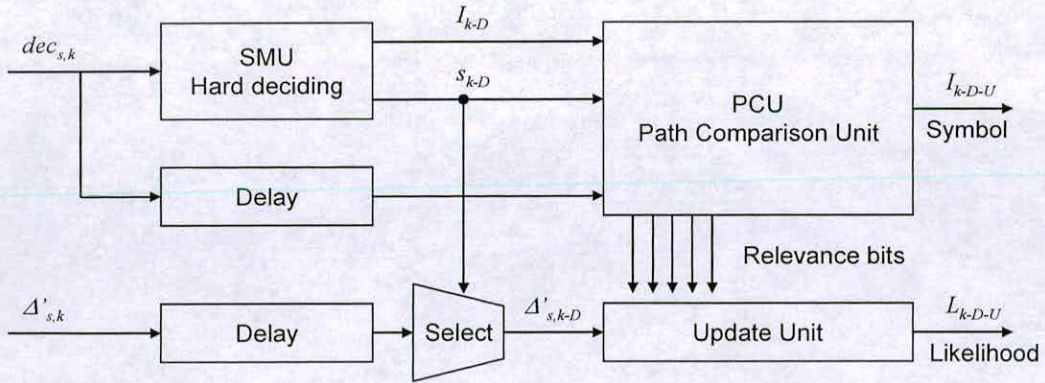 dec_{s,k}
SMU
Hard deciding
I_{k-D}
s_{k-D}
PCU
Path Comparison Unit
I_{k-D-U}
Symbol
Delay
Relevance bits
Δ'_{s,k}
Delay
Select
Δ'_{s,k-D}
Update Unit
L_{k-D-U}
Likelihood